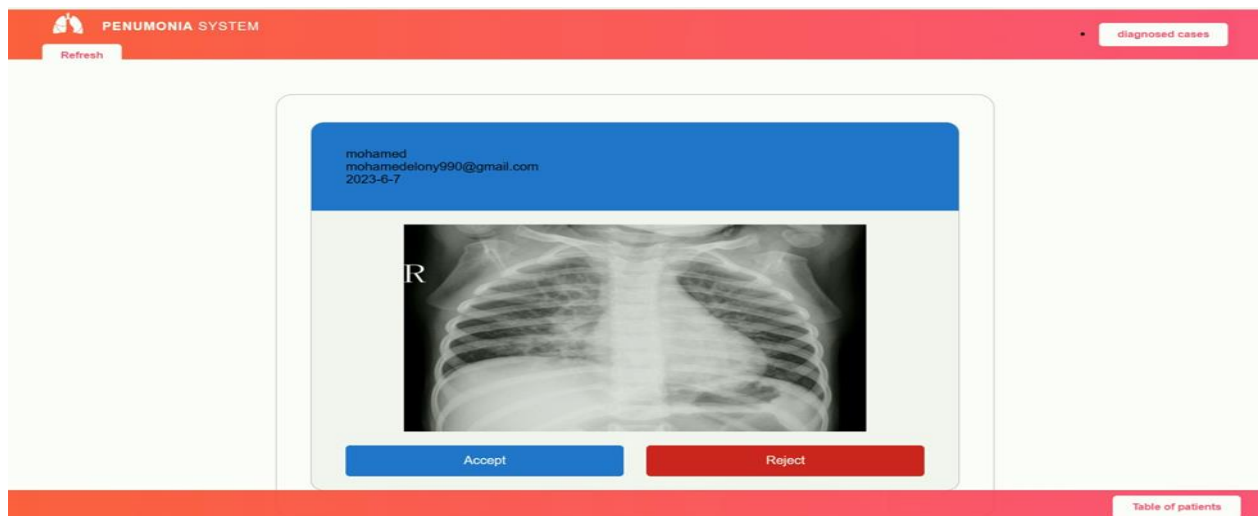 PENUMONIA SYSTEM
diagnosed cases
Refresh
mohamed
mohamedelony990@gmail.com
2023-6-7
R
Accept
Reject
Table of patients